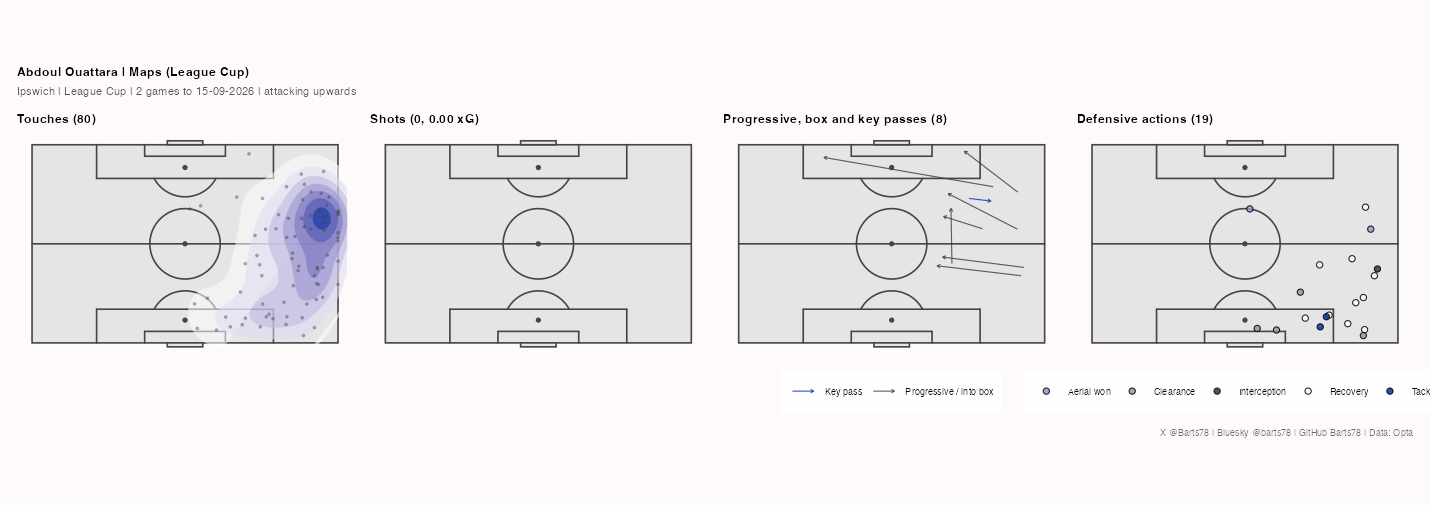 Abdoul Ouattara | Maps (League Cup)
Ipswich | League Cup | 2 games to 15-09-2026 | attacking upwards
Touches (80)
Shots (0, 0.00 xG)
Progressive, box and key passes (8)
Defensive actions (19)
Key pass
Progressive / into box
Aerial won
Clearance
Interception
Recovery
Tack
X @Barts78 | Bluesky @barts78 | GitHub Barts78 | Data: Opta